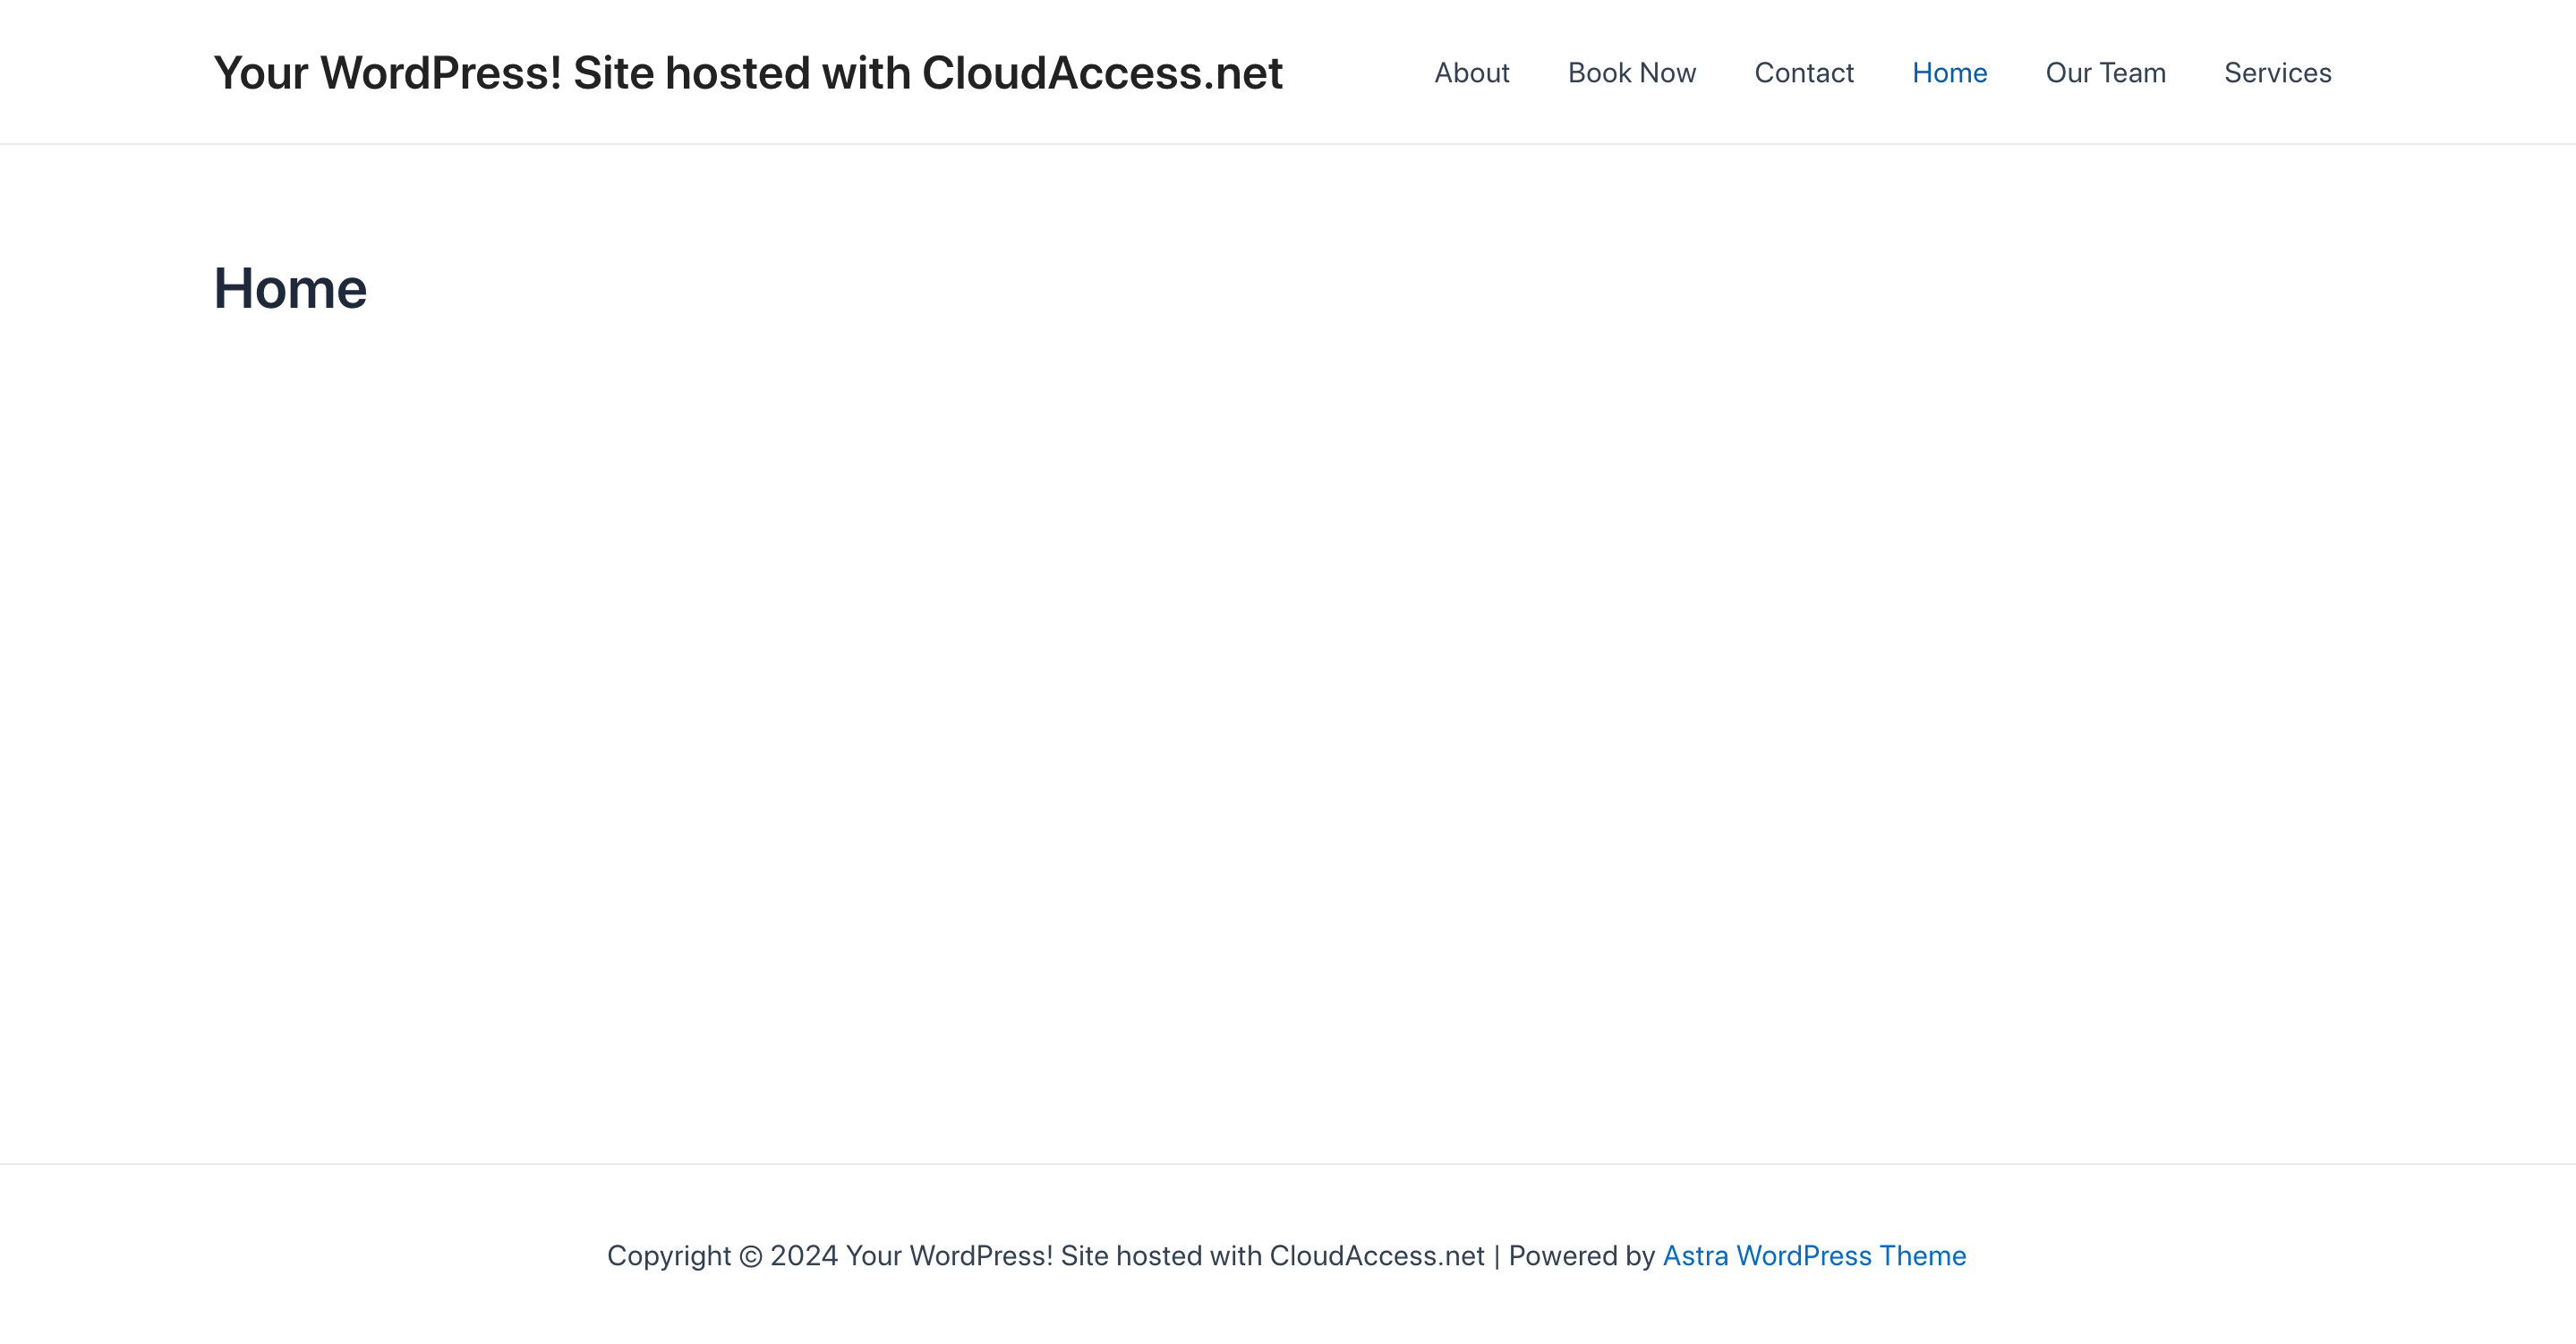 Your WordPress! Site hosted with CloudAccess.net
About Book Now Contact Home Our Team Services
Home
Copyright © 2024 Your WordPress! Site hosted with CloudAccess.net | Powered by Astra WordPress Theme